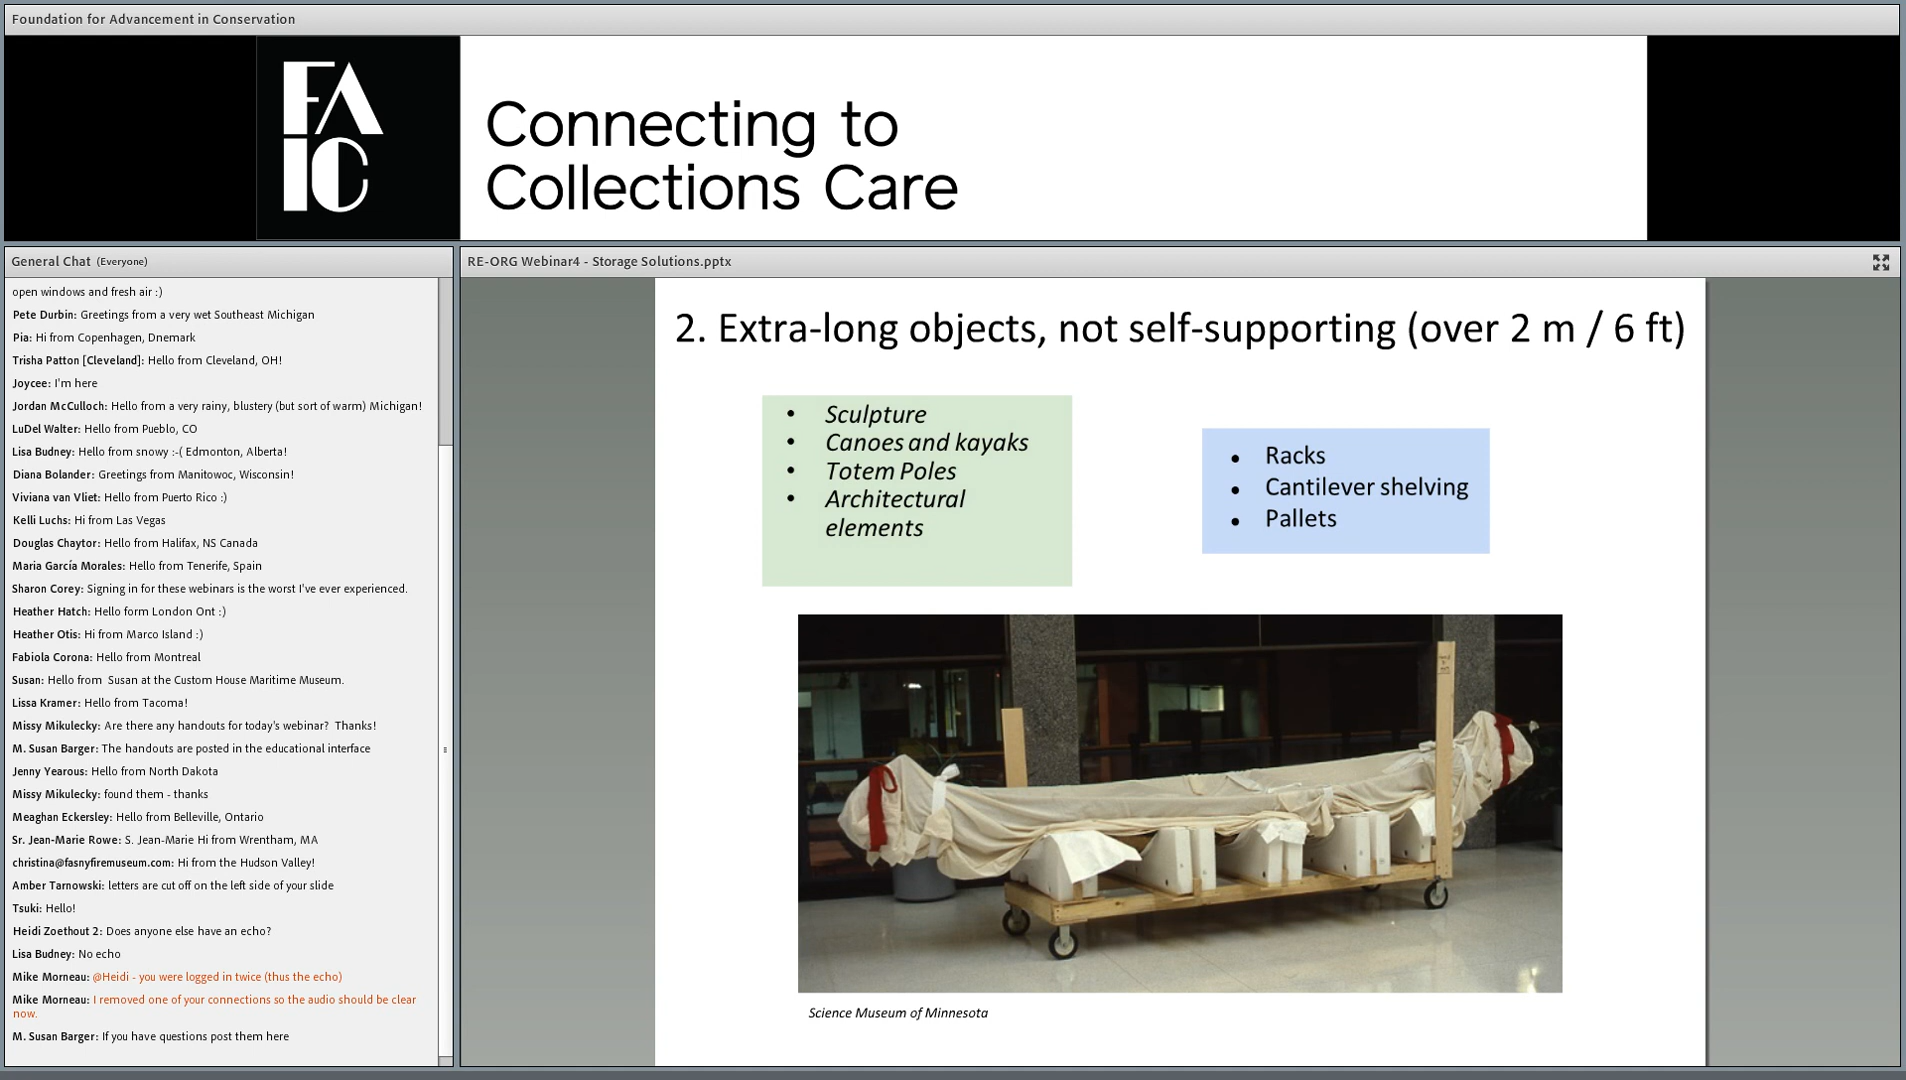 Foundation for Advancement in Conservation
FAIC
Connecting to
Collections Care
General Chat (Everyone)
open windows and fresh air :)
Pete Durbin: Greetings from a very wet Southeast Michigan
Pia: Hi from Copenhagen, Dnemark
Trisha Patton [Cleveland]: Hello from Cleveland, OH!
Joycee: I'm here
Jordan McCulloch: Hello from a very rainy, blustery (but sort of warm) Michigan!
LuDel Walter: Hello from Pueblo, CO
Lisa Budney: Hello from snowy :-( Edmonton, Alberta!
Diana Bolander: Greetings from Manitowoc, Wisconsin!
Viviana van Vliet: Hello from Puerto Rico :)
Kelli Luchs: Hi from Las Vegas
Douglas Chaytor: Hello from Halifax, NS Canada
Maria García Morales: Hello from Tenerife, Spain
Sharon Corey: Signing in for these webinars is the worst I've ever experienced.
Heather Hatch: Hello form London Ont :)
Heather Otis: Hi from Marco Island :)
Fabiola Corona: Hello from Montreal
Susan: Hello from  Susan at the Custom House Maritime Museum.
Lissa Kramer: Hello from Tacoma!
Missy Mikulecky: Are there any handouts for today's webinar?  Thanks!
M. Susan Barger: The handouts are posted in the educational interface
Jenny Yearous: Hello from North Dakota
Missy Mikulecky: found them - thanks
Meaghan Eckersley: Hello from Belleville, Ontario
Sr. Jean-Marie Rowe: S. Jean-Marie Hi from Wrentham, MA
christina@fasnyfiremuseum.com: Hi from the Hudson Valley!
Amber Tarnowski: letters are cut off on the left side of your slide
Tsuki: Hello!
Heidi Zoethout 2: Does anyone else have an echo?
Lisa Budney: No echo
Mike Morneau: @Heidi - you were logged in twice (thus the echo)
Mike Morneau: I removed one of your connections so the audio should be clear
now.
M. Susan Barger: If you have questions post them here
RE-ORG Webinar4 - Storage Solutions.pptx
2. Extra-long objects, not self-supporting (over 2 m / 6 ft)
• Sculpture
• Canoes and kayaks
• Totem Poles
• Architectural
elements
• Racks
• Cantilever shelving
• Pallets
Science Museum of Minnesota